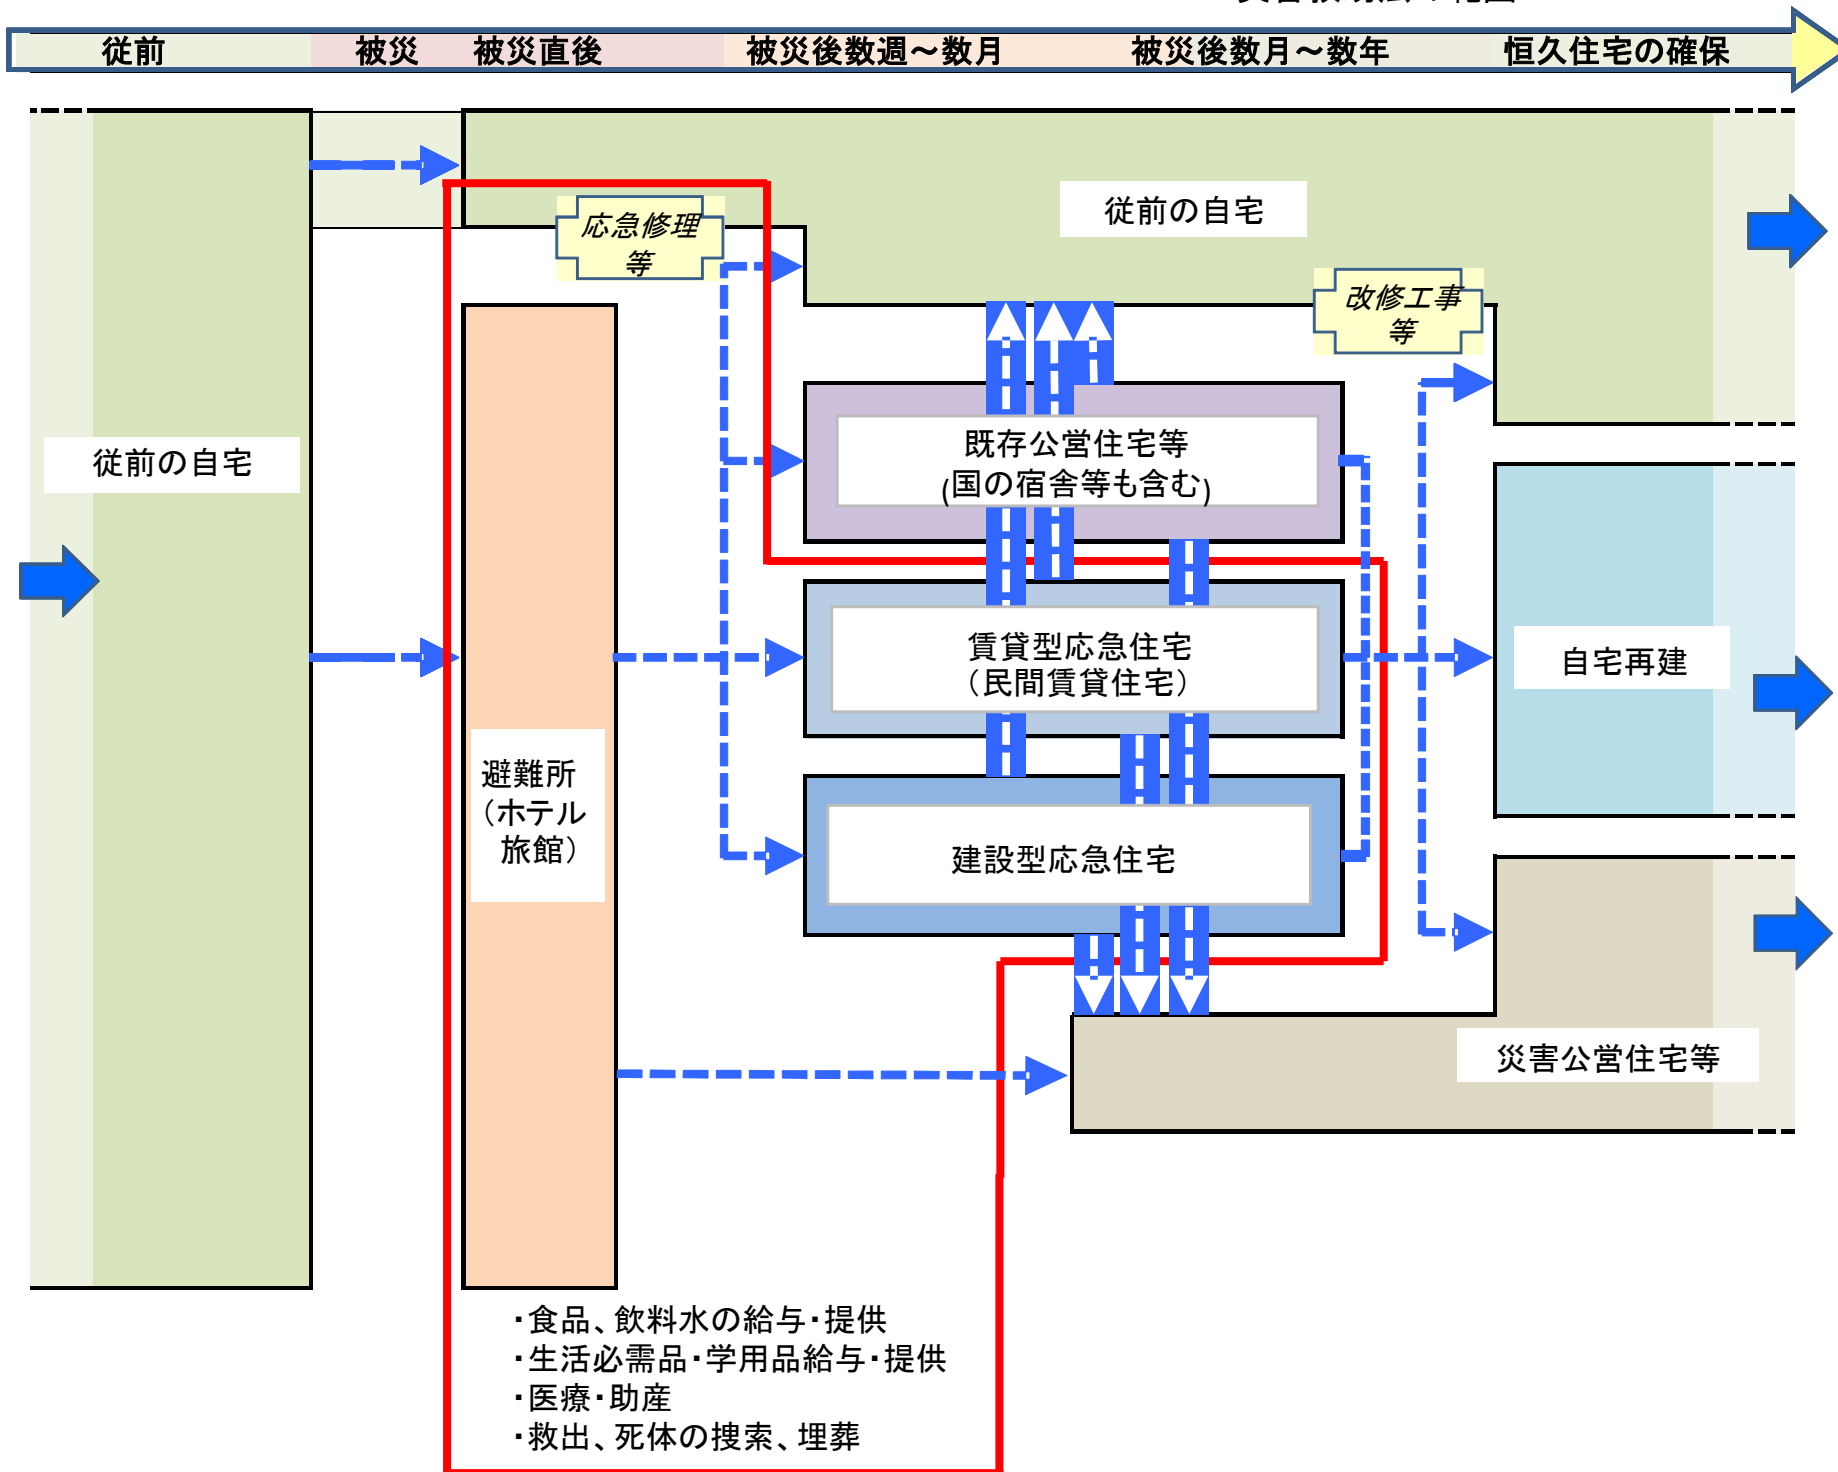 従前
被災
被災直後
被災後数週～数月
被災後数月～数年
恒久住宅の確保
従前の自宅
応急修理
等
改修工事
等
従前の自宅
既存公営住宅等
(国の宿舎等も含む)
賃貸型応急住宅
（民間賃貸住宅）
自宅再建
避難所
（ホテル
旅館）
建設型応急住宅
災害公営住宅等
・食品、飲料水の給与・提供
・生活必需品・学用品給与・提供
・医療・助産
・救出、死体の捜索、埋葬